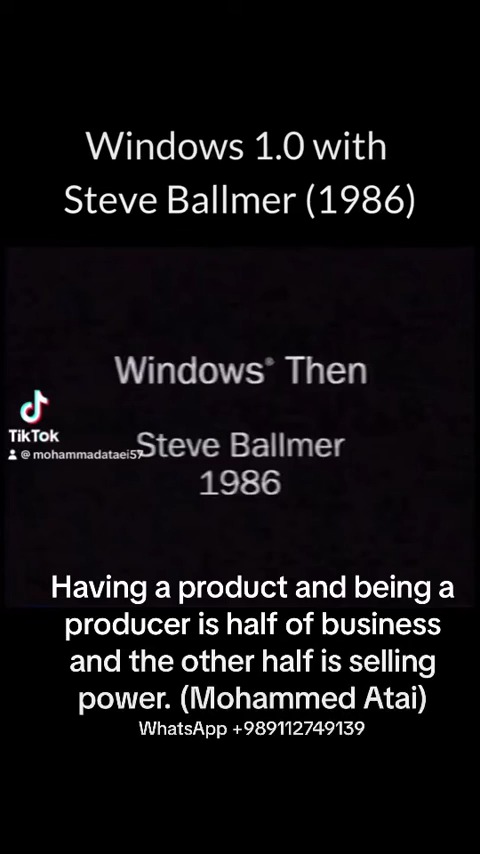 Windows 1.0 with
Steve Ballmer (1986)
Windows® Then
TikTok
@mohammadataei57
Steve Ballmer
1986
Having a product and being a
producer is half of business
and the other half is selling
power. (Mohammed Atai)
WhatsApp +989112749139